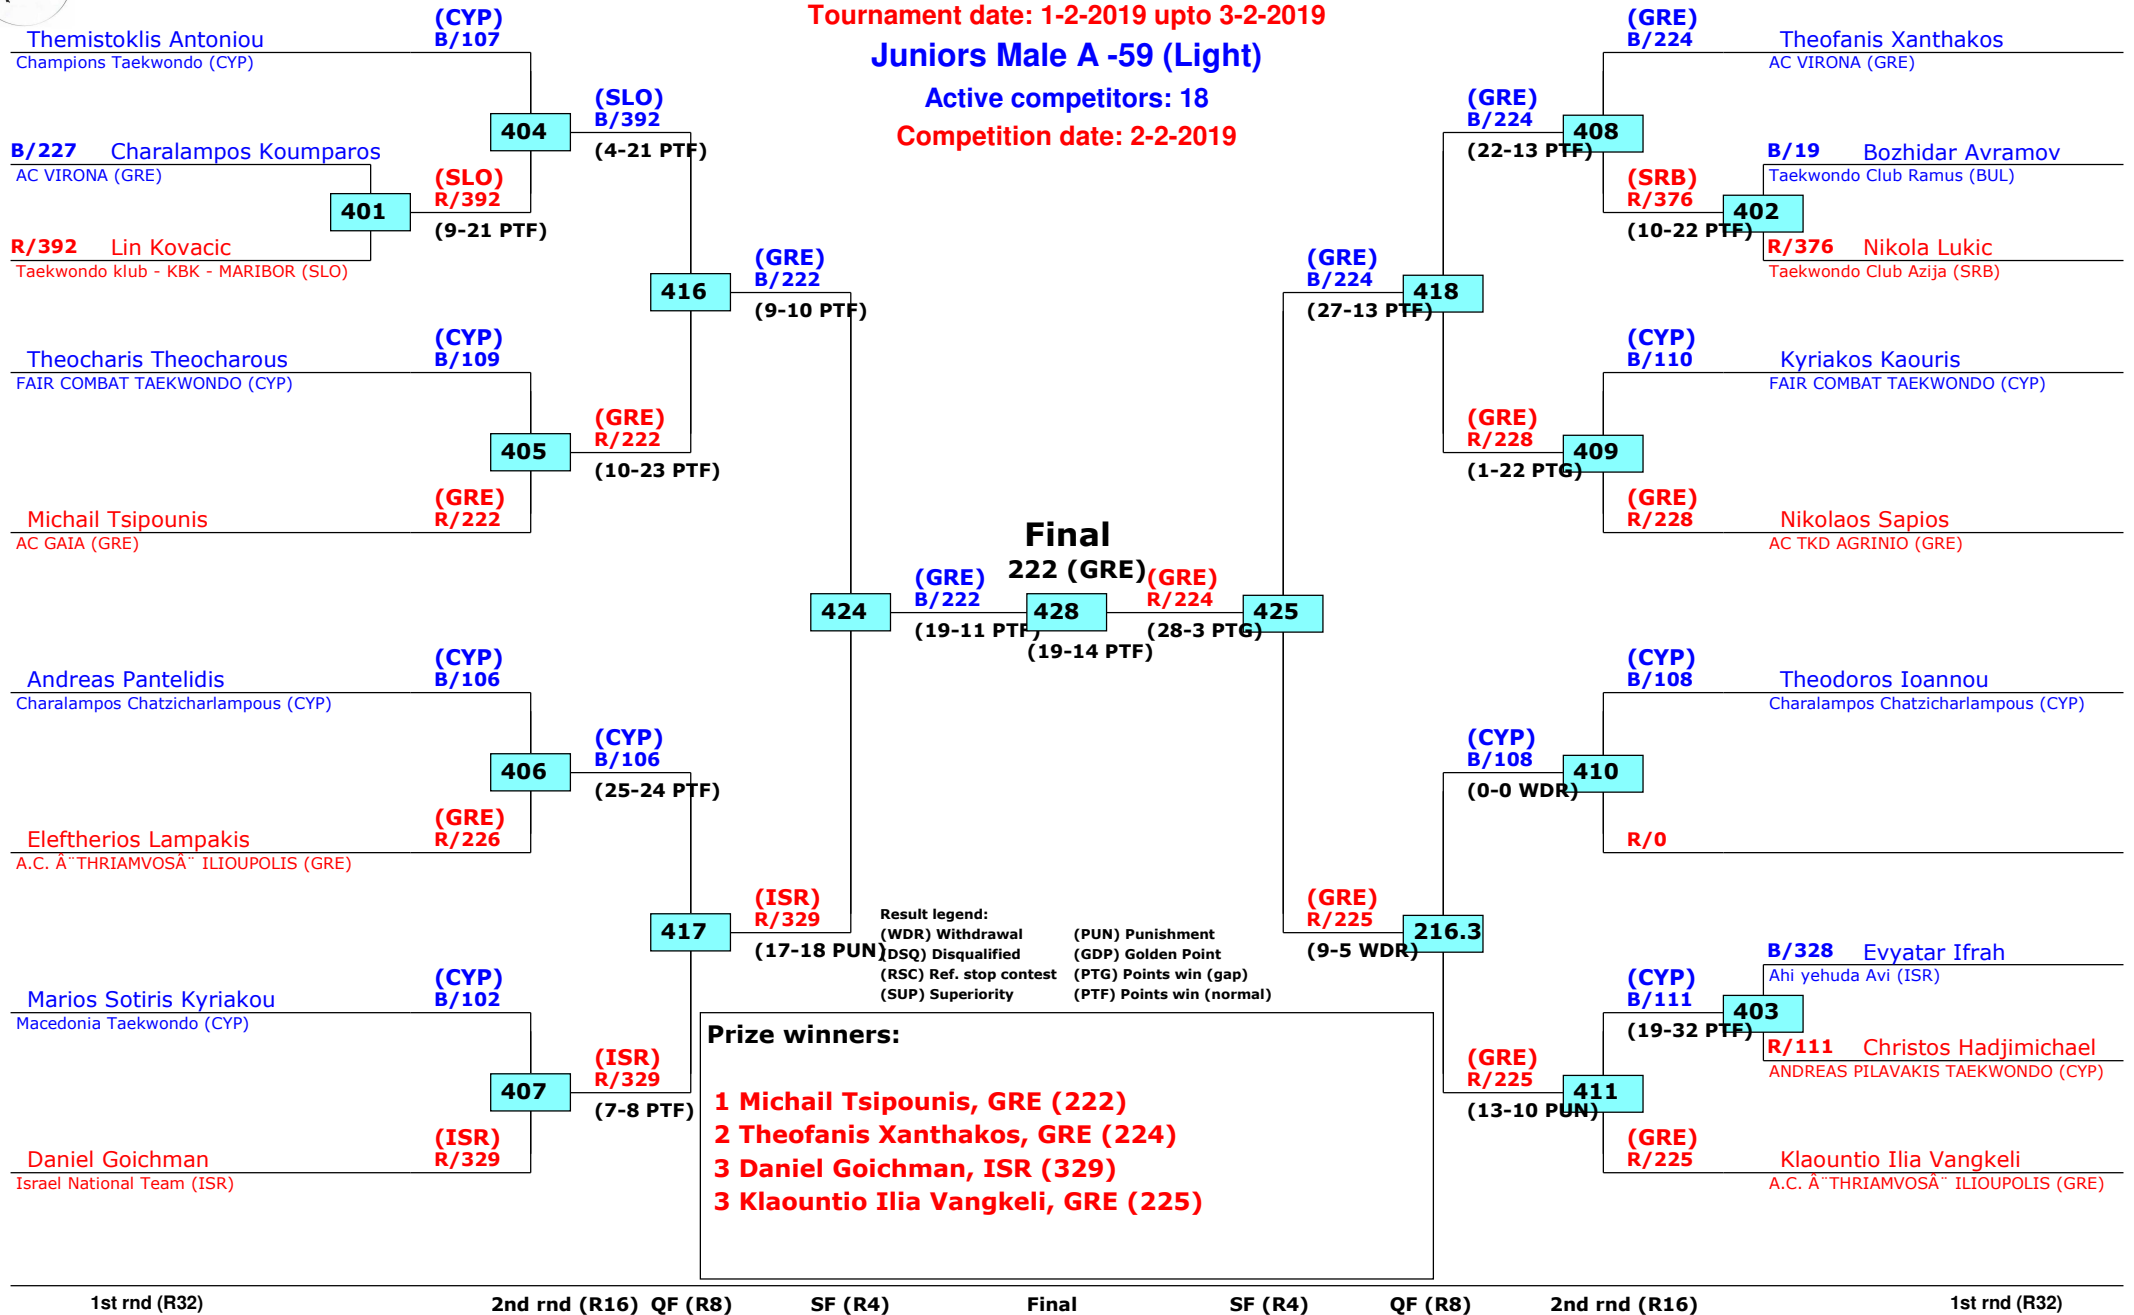 Tournament date: 1-2-2019 upto 3-2-2019
Juniors Male A -59 (Light)
Active competitors: 18
Competition date: 2-2-2019
Themistoklis Antoniou
Champions Taekwondo (CYP)
(CYP)
B/107
B/227 Charalampos Koumparos
AC VIRONA (GRE)
401
(SLO)
R/392
(9-21 PTF)
R/392 Lin Kovacic
Taekwondo klub - KBK - MARIBOR (SLO)
404
(SLO)
B/392
(4-21 PTF)
Theocharis Theocharous
FAIR COMBAT TAEKWONDO (CYP)
(CYP)
B/109
405
(GRE)
R/222
(10-23 PTF)
Michail Tsipounis
AC GAIA (GRE)
(GRE)
R/222
416
(GRE)
B/222
(9-10 PTF)
Andreas Pantelidis
Charalampos Chatzicharlampous (CYP)
(CYP)
B/106
406
(CYP)
B/106
(25-24 PTF)
Eleftherios Lampakis
A.C. Â¨THRIAMVOSÂ¨ ILIOUPOLIS (GRE)
(GRE)
R/226
417
(ISR)
R/329
(17-18 PUN)
Marios Sotiris Kyriakou
Macedonia Taekwondo (CYP)
(CYP)
B/102
407
(ISR)
R/329
(7-8 PTF)
Daniel Goichman
Israel National Team (ISR)
(ISR)
R/329
424
(GRE)
B/222
(19-11 PTF)
Final
222 (GRE)
428
(19-14 PTF)
(GRE)
R/224
(28-3 PTG)
425
(GRE)
B/224
Theofanis Xanthakos
AC VIRONA (GRE)
(GRE)
B/224
(22-13 PTF)
408
B/19 Bozhidar Avramov
Taekwondo Club Ramus (BUL)
(SRB)
R/376
(10-22 PTF)
402
R/376 Nikola Lukic
Taekwondo Club Azija (SRB)
(GRE)
B/224
(27-13 PTF)
418
(CYP)
B/110
Kyriakos Kaouris
FAIR COMBAT TAEKWONDO (CYP)
(GRE)
R/228
(1-22 PTG)
409
(GRE)
R/228
Nikolaos Sapios
AC TKD AGRINIO (GRE)
(CYP)
B/108
Theodoros Ioannou
Charalampos Chatzicharlampous (CYP)
(CYP)
B/108
(0-0 WDR)
410
R/0
(GRE)
R/225
(9-5 WDR)
216.3
B/328 Evyatar Ifrah
Ahi yehuda Avi (ISR)
(CYP)
B/111
(19-32 PTF)
403
R/111 Christos Hadjimichael
ANDREAS PILAVAKIS TAEKWONDO (CYP)
(GRE)
R/225
(13-10 PUN)
411
(GRE)
R/225
Klaountio Ilia Vangkeli
A.C. Â¨THRIAMVOSÂ¨ ILIOUPOLIS (GRE)
Result legend:
(WDR) Withdrawal (PUN) Punishment
(DSQ) Disqualified (GDP) Golden Point
(RSC) Ref. stop contest (PTG) Points win (gap)
(SUP) Superiority (PTF) Points win (normal)
Prize winners:
1 Michail Tsipounis, GRE (222)
2 Theofanis Xanthakos, GRE (224)
3 Daniel Goichman, ISR (329)
3 Klaountio Ilia Vangkeli, GRE (225)
1st rnd (R32) 2nd rnd (R16) QF (R8) SF (R4) Final SF (R4) QF (R8) 2nd rnd (R16) 1st rnd (R32)